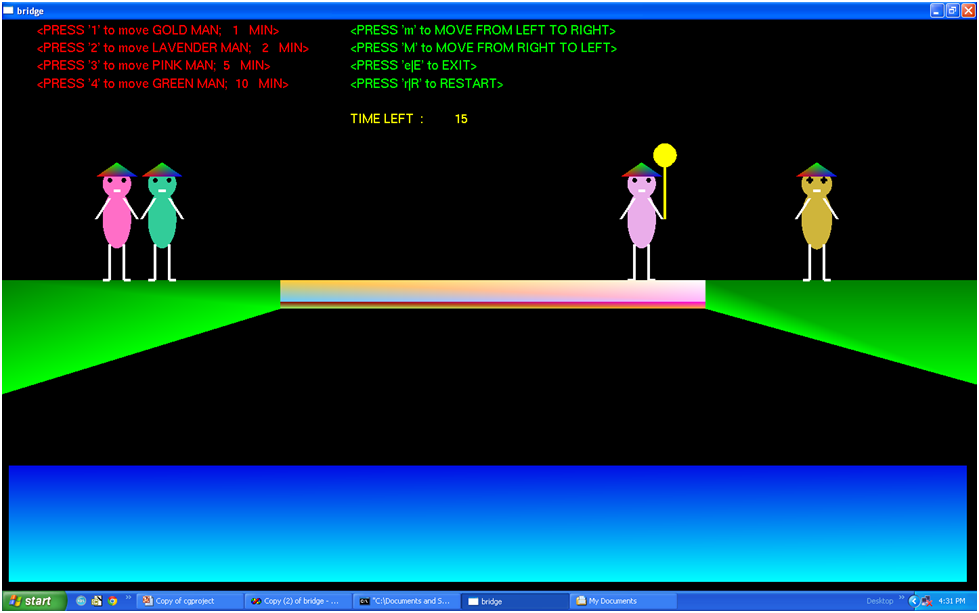 bridge
<PRESS '1' to move GOLD MAN; 1 MIN>
<PRESS '2' to move LAVENDER MAN; 2 MIN>
<PRESS '3' to move PINK MAN; 5 MIN>
<PRESS '4' to move GREEN MAN; 10 MIN>
<PRESS 'm' to MOVE FROM LEFT TO RIGHT>
<PRESS 'M' to MOVE FROM RIGHT TO LEFT>
<PRESS 'e|E' to EXIT>
<PRESS 'r|R' to RESTART>
TIME LEFT : 15
start
Copy of cgproject
Copy (2) of bridge - ...
"C:\Documents and S...
bridge
My Documents
Desktop
4:31 PM